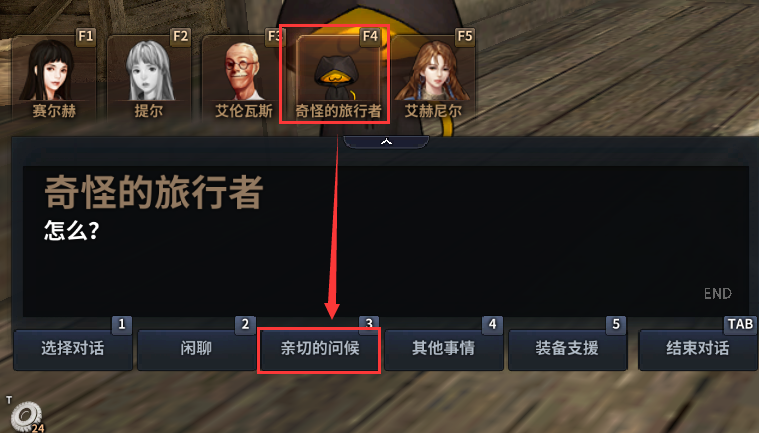 F1
F2
F3
F4
F5
赛尔赫
提尔
艾伦瓦斯
奇怪的旅行者
艾赫尼尔
奇怪的旅行者
怎么?
END
1
2
3
4
5
TAB
选择对话
闲聊
亲切的问候
其他事情
装备支援
结束对话
T
24